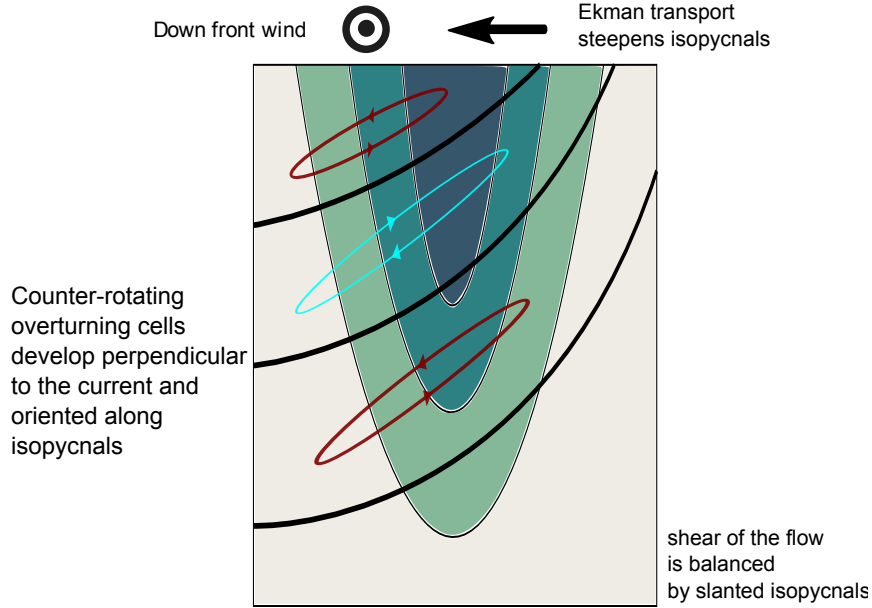 Down front wind
Ekman transport
steepens isopycnals
Counter-rotating
overturning cells
develop perpendicular
to the current and
oriented along
isopycnals
shear of the flow
is balanced
by slanted isopycnals